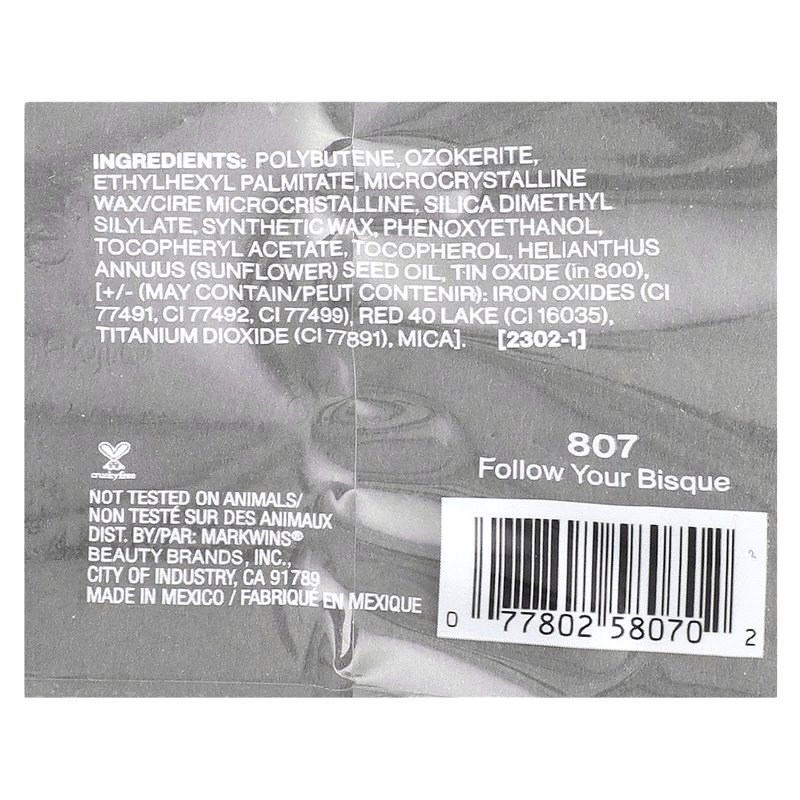 INGREDIENTS: POLYBUTENE, OZOKERITE,
ETHYLHEXYL PALMITATE, MICROCRYSTALLINE
WAX/CIRE MICROCRISTALLINE, SILICA DIMETHYL
SILYLATE, SYNTHETIC WAX, PHENOXYETHANOL,
TOCOPHERYL ACETATE, TOCOPHEROL, HELIANTHUS
ANNUUS (SUNFLOWER) SEED OIL, TIN OXIDE (in 800),
[+/- (MAY CONTAIN/PEUT CONTENIR): IRON OXIDES (CI
77491, CI 77492, CI 77499), RED 40 LAKE (CI 16035),
TITANIUM DIOXIDE (CI 77891), MICA]. [2302-1]
807
Follow Your Bisque
crueltyfree
NOT TESTED ON ANIMALS/
NON TESTÉ SUR DES ANIMAUX
DIST. BY/PAR: MARKWINS®
BEAUTY BRANDS, INC.,
CITY OF INDUSTRY, CA 91789
MADE IN MEXICO / FABRIQUÉ EN MEXIQUE
0 77802 58070 2